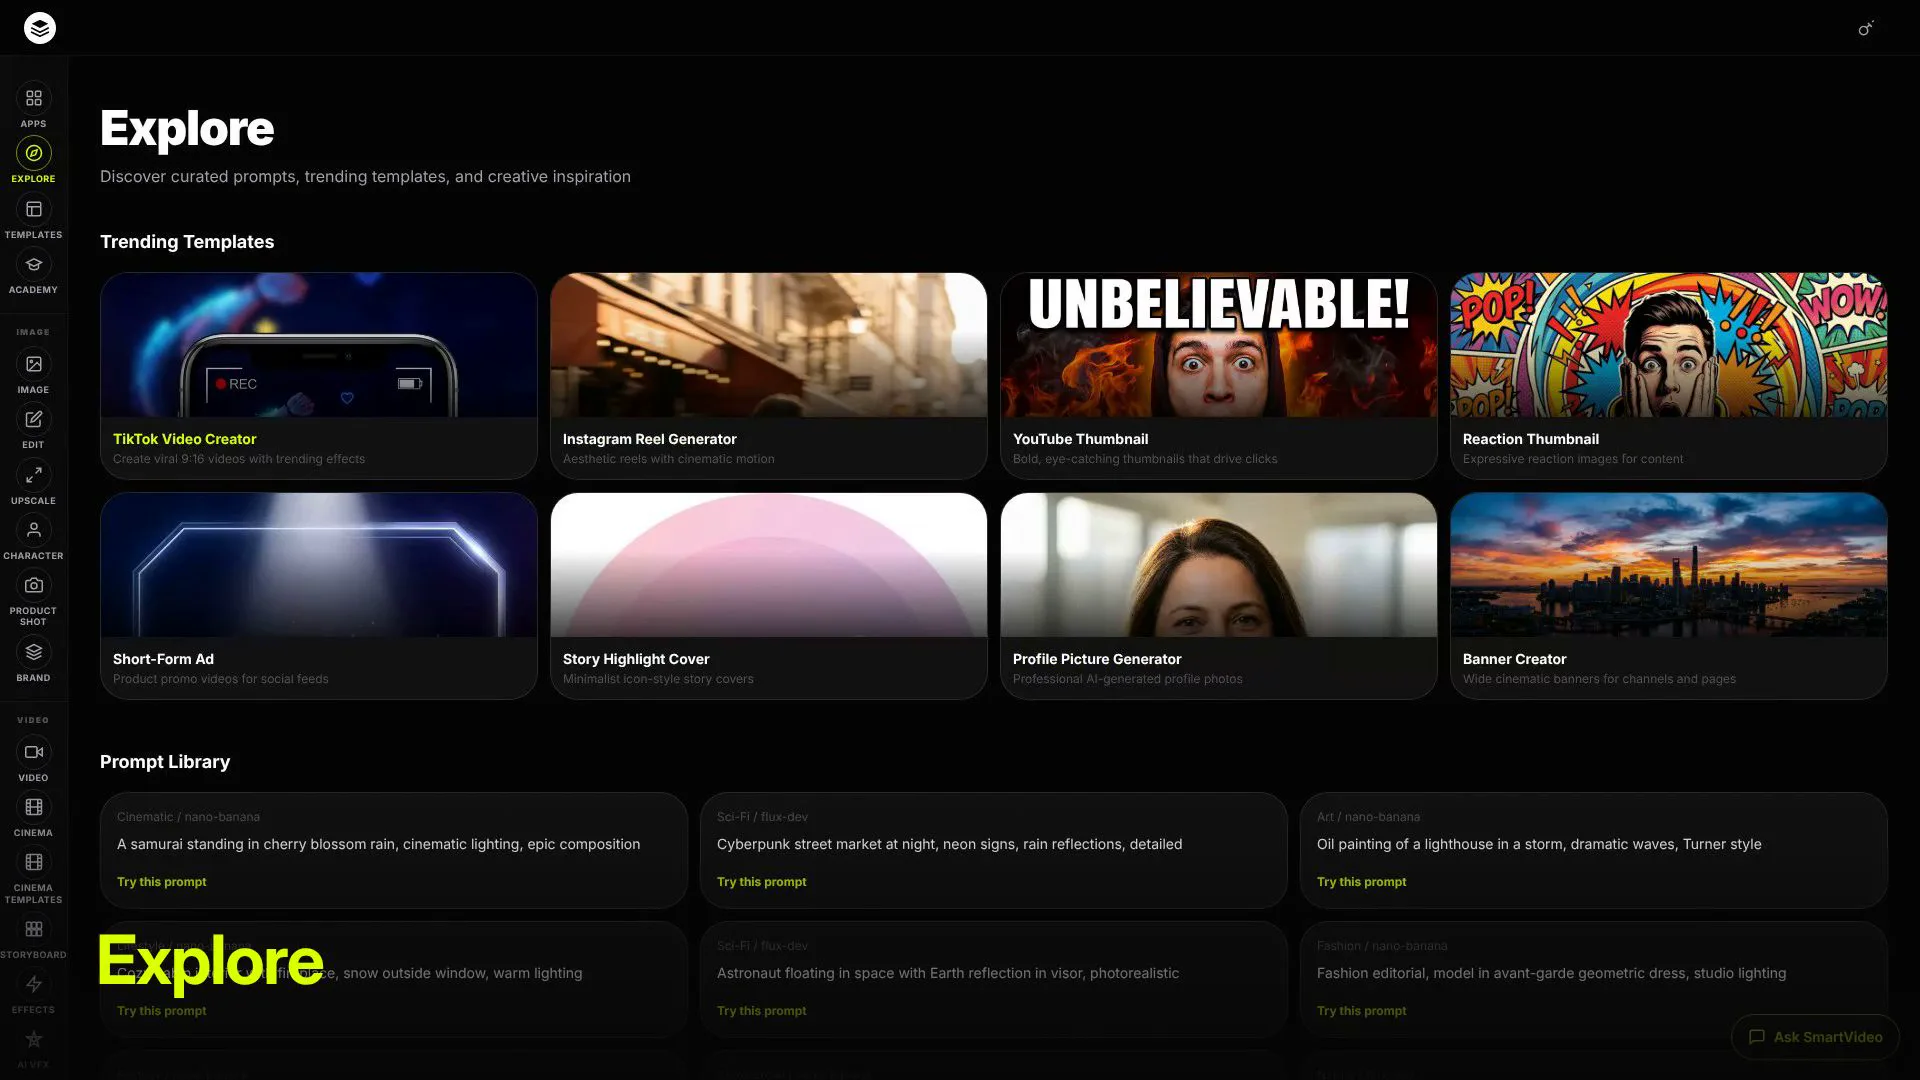 Explore
Discover curated prompts, trending templates, and creative inspiration
APPS
EXPLORE
TEMPLATES
ACADEMY
IMAGE
IMAGE
EDIT
UPSCALE
CHARACTER
PRODUCT
SHOT
BRAND
VIDEO
VIDEO
CINEMA
CINEMA
TEMPLATES
STORYBOARD
EFFECTS
AI VFX
Trending Templates
REC
TikTok Video Creator
Create viral 9:16 videos with trending effects
Instagram Reel Generator
Aesthetic reels with cinematic motion
UNBELIEVABLE!
YouTube Thumbnail
Bold, eye-catching thumbnails that drive clicks
POP!
WOW!
POP!
POP
Reaction Thumbnail
Expressive reaction images for content
Short-Form Ad
Product promo videos for social feeds
Story Highlight Cover
Minimalist icon-style story covers
Profile Picture Generator
Professional AI-generated profile photos
Banner Creator
Wide cinematic banners for channels and pages
Prompt Library
Cinematic / nano-banana
A samurai standing in cherry blossom rain, cinematic lighting, epic composition
Try this prompt
Sci-Fi / flux-dev
Cyberpunk street market at night, neon signs, rain reflections, detailed
Try this prompt
Art / nano-banana
Oil painting of a lighthouse in a storm, dramatic waves, Turner style
Try this prompt
Lifestyle / nano-banana
Explore
place, snow outside window, warm lighting
Try this prompt
Sci-Fi / flux-dev
Astronaut floating in space with Earth reflection in visor, photorealistic
Try this prompt
Fashion / nano-banana
Fashion editorial, model in avant-garde geometric dress, studio lighting
Try this prompt
Ask SmartVideo